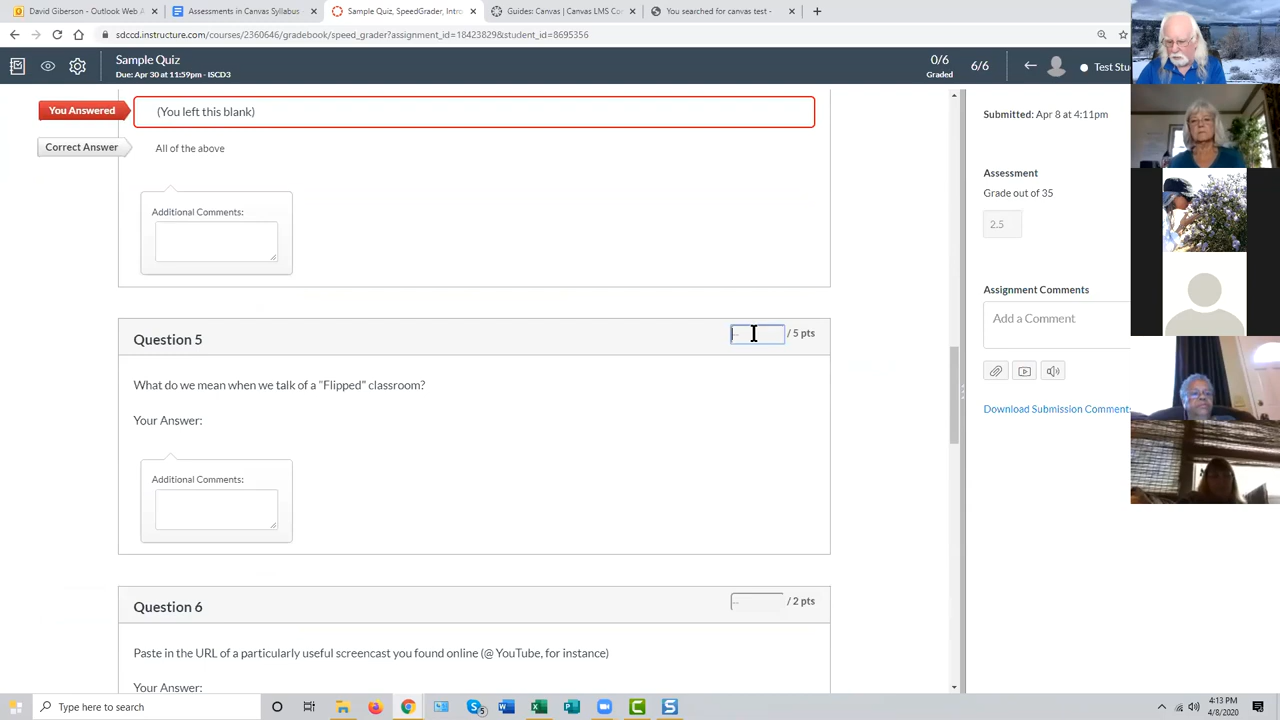 David Giberson - Outlook Web A
Assessments in Canvas Syllabus
Sample Quiz, SpeedGrader, Intro
Guides: Canvas | Canvas LMS Co
You searched for canvas test -
sdccd.instructure.com/courses/2360646/gradebook/speed_grader?assignment_id=18423829&student_id=8695356
Sample Quiz
Due: Apr 30 at 11:59pm - ISCD3
0/6
Graded
6/6
Test Stu
You Answered
(You left this blank)
Correct Answer
All of the above
Additional Comments:
Submitted: Apr 8 at 4:11pm
Assessment
Grade out of 35
2.5
Assignment Comments
Add a Comment
Download Submission Comments
Question 5
-- / 5 pts
What do we mean when we talk of a "Flipped" classroom?
Your Answer:
Additional Comments:
Question 6
-- / 2 pts
Paste in the URL of a particularly useful screencast you found online (@ YouTube, for instance)
Your Answer:
Type here to search
5
4:13 PM
4/8/2020